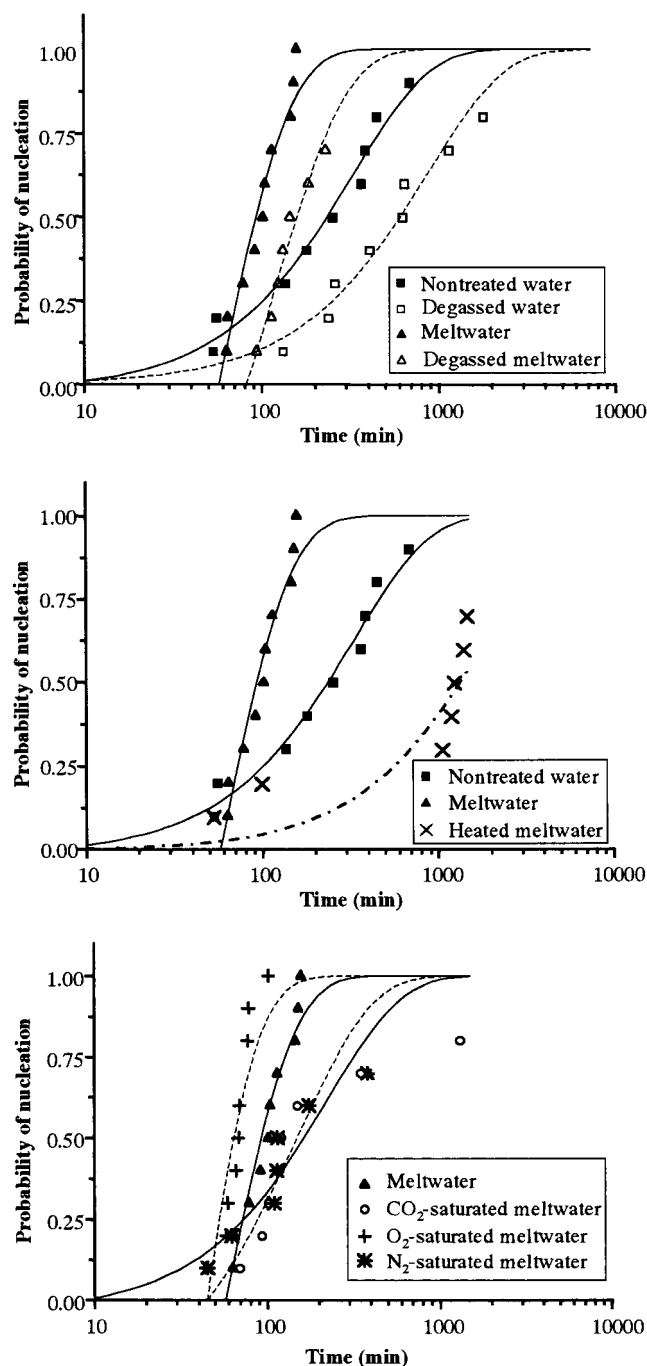 Probability of nucleation
1.00
0.75
0.50
0.25
0.00
Nontreated water
Degassed water
Meltwater
Degassed meltwater
10 100 1000 10000
Time (min)
Probability of nucleation
1.00
0.75
0.50
0.25
0.00
Nontreated water
Meltwater
Heated meltwater
10 100 1000 10000
Time (min)
Probability of nucleation
1.00
0.75
0.50
0.25
0.00
Meltwater
CO₂-saturated meltwater
O₂-saturated meltwater
N₂-saturated meltwater
10 100 1000 10000
Time (min)